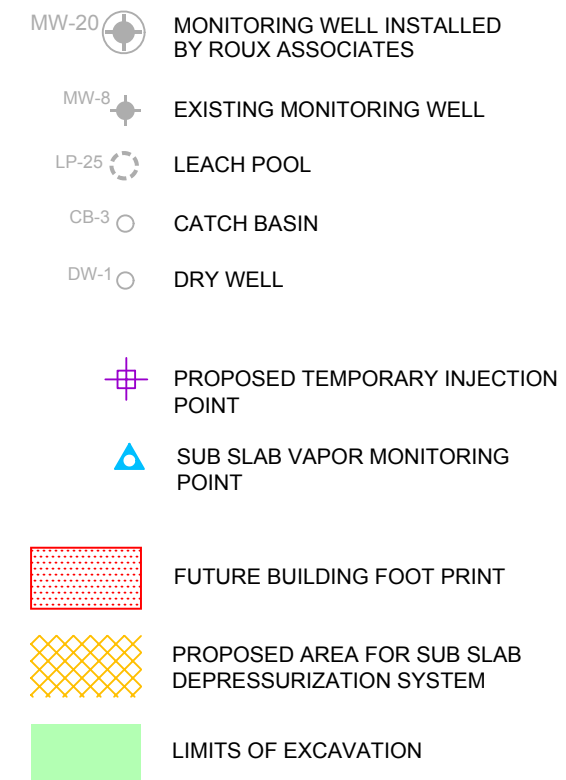 MW-20 MONITORING WELL INSTALLED
BY ROUX ASSOCIATES
MW-8 EXISTING MONITORING WELL
LP-25 LEACH POOL
CB-3 CATCH BASIN
DW-1 DRY WELL
PROPOSED TEMPORARY INJECTION
POINT
SUB SLAB VAPOR MONITORING
POINT
FUTURE BUILDING FOOT PRINT
PROPOSED AREA FOR SUB SLAB
DEPRESSURIZATION SYSTEM
LIMITS OF EXCAVATION